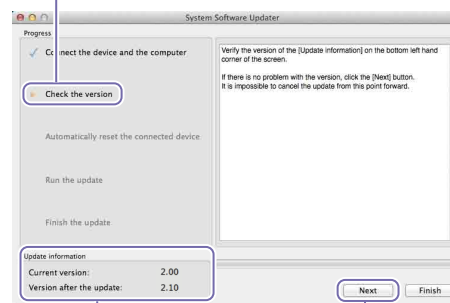 System Software Updater
Progress
Connect the device and the computer
Check the version
Automatically reset the connected device
Run the update
Finish the update
Verify the version of the [Update information] on the bottom left hand
corner of the screen.
If there is no problem with the version, click the [Next] button.
It is impossible to cancel the update from this point forward.
Update information
Current version: 2.00
Version after the update: 2.10
Next
Finish